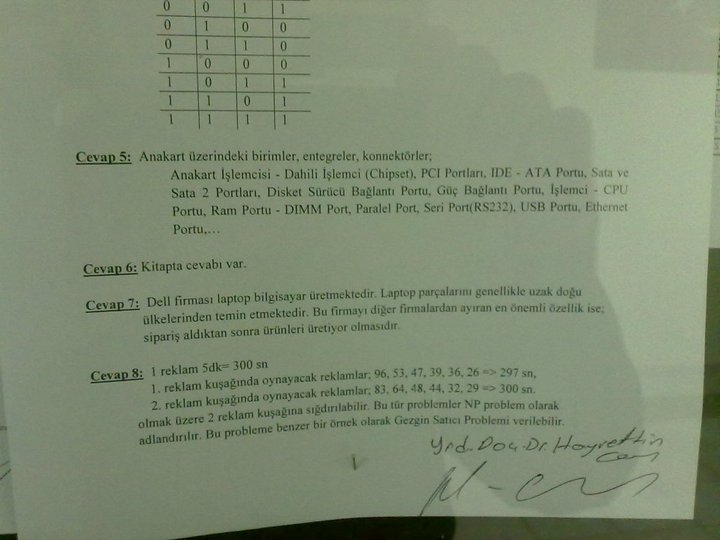 0 0 1 1
0 1 0 0
0 1 1 0
1 0 0 0
1 0 1 1
1 1 0 1
1 1 1 1
Cevap 5: Anakart üzerindeki birimler, entegreler, konnektörler;
Anakart İşlemcisi - Dahili İşlemci (Chipset), PCI Portları, IDE - ATA Portu, Sata ve
Sata 2 Portları, Disket Sürücü Bağlantı Portu, Güç Bağlantı Portu, İşlemci - CPU
Portu, Ram Portu - DIMM Port, Paralel Port, Seri Port(RS232), USB Portu, Ethernet
Portu,...
Cevap 6: Kitapta cevabı var.
Cevap 7: Dell firması laptop bilgisayar üretmektedir. Laptop parçalarını genellikle uzak doğu
ülkelerinden temin etmektedir. Bu firmayı diğer firmalardan ayıran en önemli özellik ise;
sipariş aldıktan sonra ürünleri üretiyor olmasıdır.
Cevap 8: 1 reklam 5dk= 300 sn
1. reklam kuşağında oynayacak reklamlar; 96, 53, 47, 39, 36, 26 => 297 sn,
2. reklam kuşağında oynayacak reklamlar; 83, 64, 48, 44, 32, 29 => 300 sn.
olmak üzere 2 reklam kuşağına sığdırılabilir. Bu tür problemler NP problem olarak
adlandırılır. Bu probleme benzer bir örnek olarak Gezgin Satıcı Problemi verilebilir.
Yrd. Doç. Dr. Hayrettin
Can